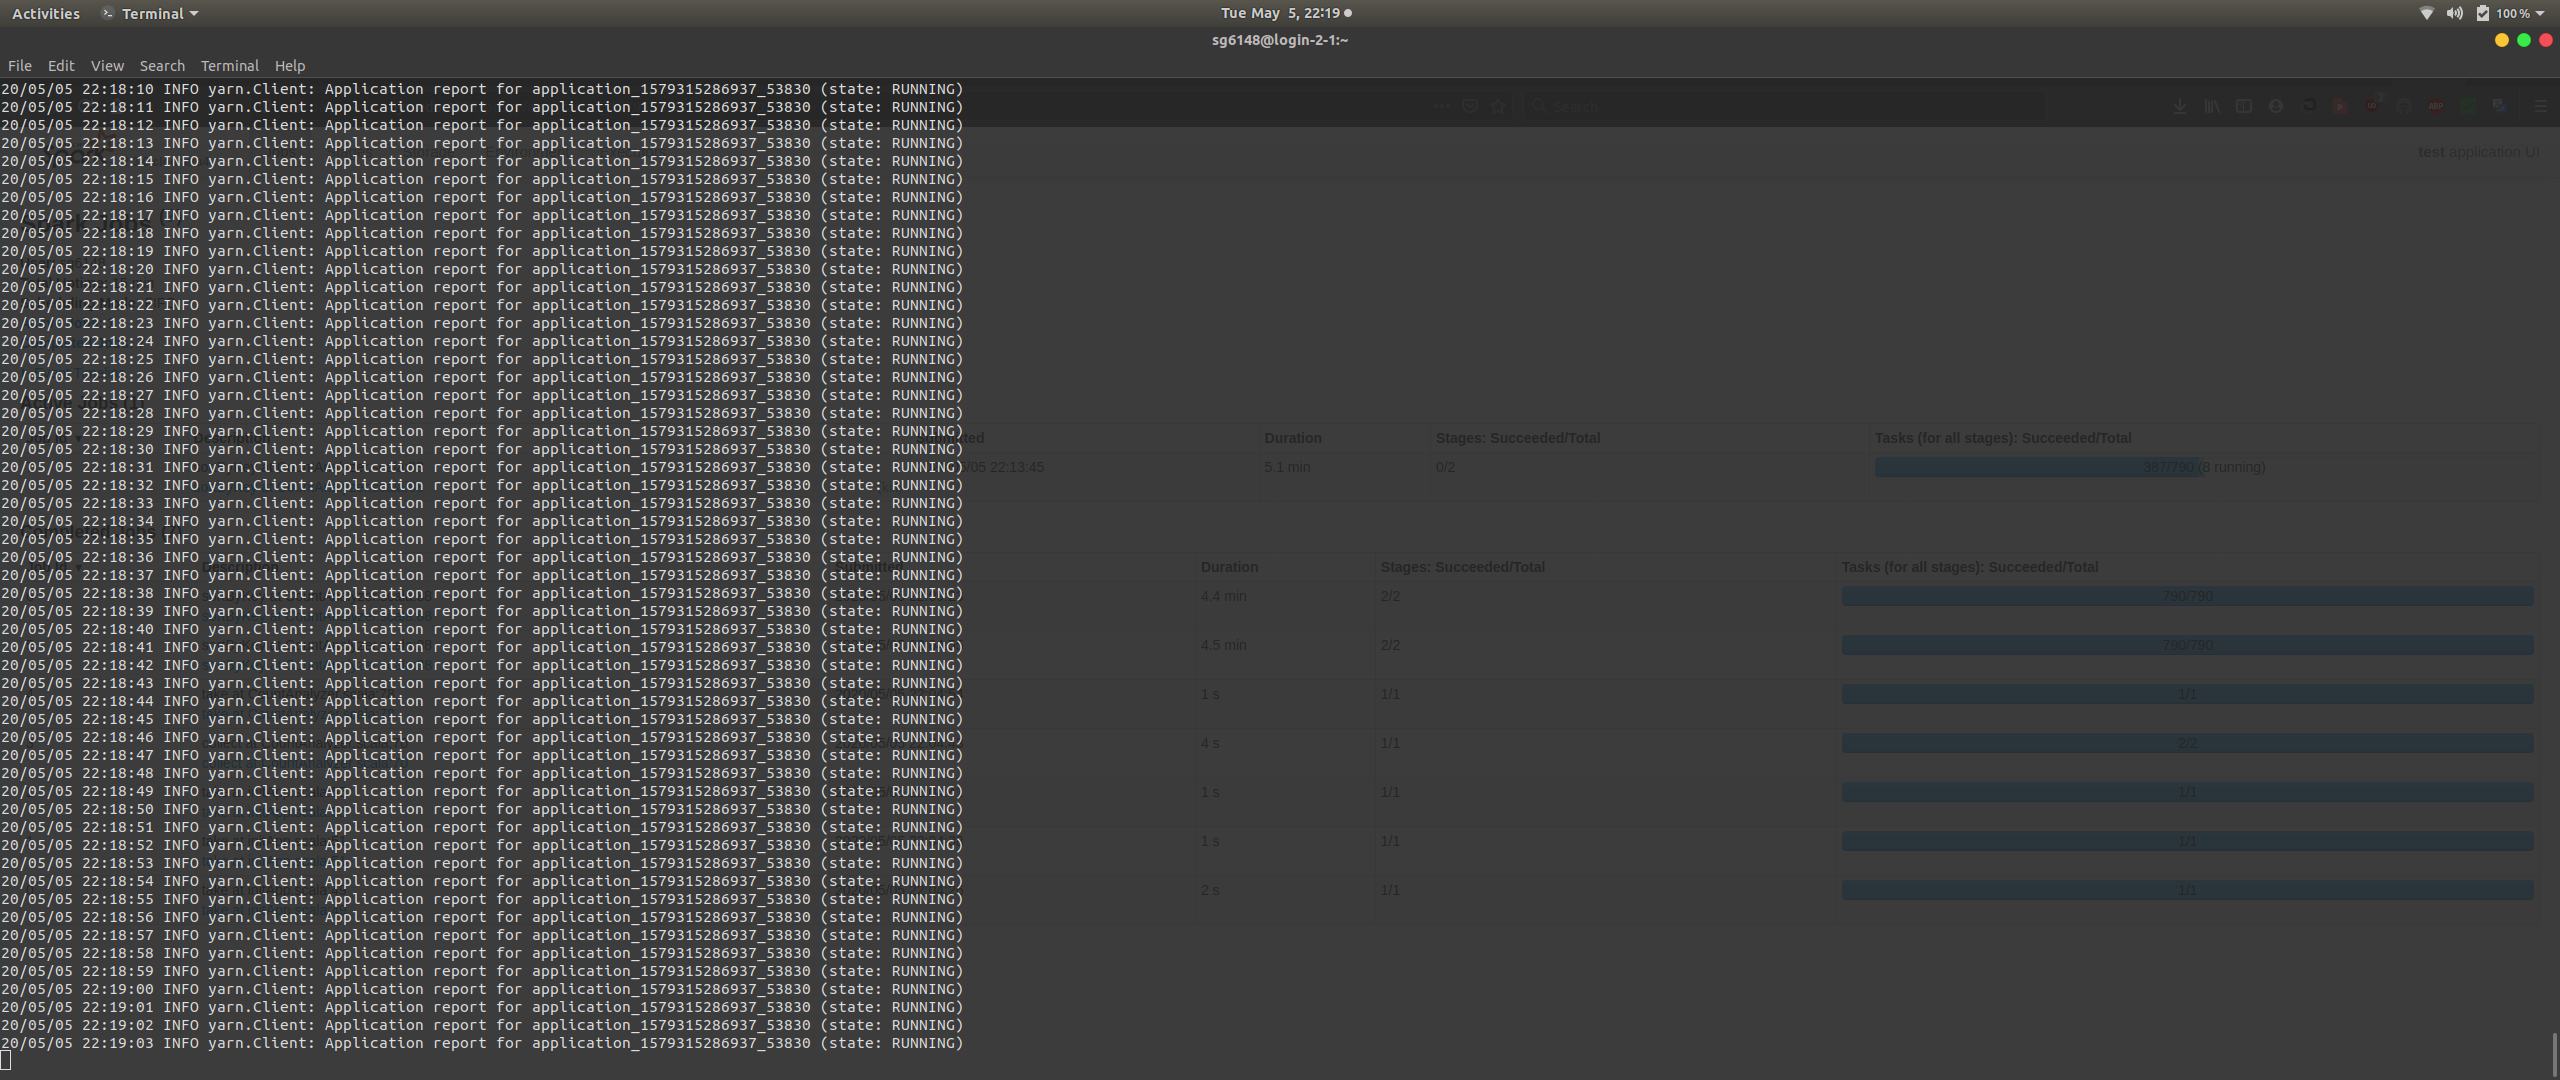 Activities Terminal Tue May 5, 22:19 100 %
sg6148@login-2-1:~
File Edit View Search Terminal Help
20/05/05 22:18:10 INFO yarn.Client: Application report for application_1579315286937_53830 (state: RUNNING)
20/05/05 22:18:11 INFO yarn.Client: Application report for application_1579315286937_53830 (state: RUNNING)
Search
20/05/05 22:18:12 INFO yarn.Client: Application report for application_1579315286937_53830 (state: RUNNING)
20/05/05 22:18:13 INFO yarn.Client: Application report for application_1579315286937_53830 (state: RUNNING)
test application UI
20/05/05 22:18:14 INFO yarn.Client: Application report for application_1579315286937_53830 (state: RUNNING)
20/05/05 22:18:15 INFO yarn.Client: Application report for application_1579315286937_53830 (state: RUNNING)
20/05/05 22:18:16 INFO yarn.Client: Application report for application_1579315286937_53830 (state: RUNNING)
20/05/05 22:18:17 INFO yarn.Client: Application report for application_1579315286937_53830 (state: RUNNING)
20/05/05 22:18:18 INFO yarn.Client: Application report for application_1579315286937_53830 (state: RUNNING)
20/05/05 22:18:19 INFO yarn.Client: Application report for application_1579315286937_53830 (state: RUNNING)
20/05/05 22:18:20 INFO yarn.Client: Application report for application_1579315286937_53830 (state: RUNNING)
20/05/05 22:18:21 INFO yarn.Client: Application report for application_1579315286937_53830 (state: RUNNING)
20/05/05 22:18:22 INFO yarn.Client: Application report for application_1579315286937_53830 (state: RUNNING)
20/05/05 22:18:23 INFO yarn.Client: Application report for application_1579315286937_53830 (state: RUNNING)
20/05/05 22:18:24 INFO yarn.Client: Application report for application_1579315286937_53830 (state: RUNNING)
20/05/05 22:18:25 INFO yarn.Client: Application report for application_1579315286937_53830 (state: RUNNING)
20/05/05 22:18:26 INFO yarn.Client: Application report for application_1579315286937_53830 (state: RUNNING)
20/05/05 22:18:27 INFO yarn.Client: Application report for application_1579315286937_53830 (state: RUNNING)
20/05/05 22:18:28 INFO yarn.Client: Application report for application_1579315286937_53830 (state: RUNNING)
20/05/05 22:18:29 INFO yarn.Client: Application report for application_1579315286937_53830 (state: RUNNING)
Duration Stages: Succeeded/Total Tasks (for all stages): Succeeded/Total
20/05/05 22:18:30 INFO yarn.Client: Application report for application_1579315286937_53830 (state: RUNNING)
20/05/05 22:18:31 INFO yarn.Client: Application report for application_1579315286937_53830 (state: RUNNING)
22:13:45 5.1 min 0/2 387/790 (8 running)
20/05/05 22:18:32 INFO yarn.Client: Application report for application_1579315286937_53830 (state: RUNNING)
20/05/05 22:18:33 INFO yarn.Client: Application report for application_1579315286937_53830 (state: RUNNING)
20/05/05 22:18:34 INFO yarn.Client: Application report for application_1579315286937_53830 (state: RUNNING)
20/05/05 22:18:35 INFO yarn.Client: Application report for application_1579315286937_53830 (state: RUNNING)
20/05/05 22:18:36 INFO yarn.Client: Application report for application_1579315286937_53830 (state: RUNNING)
Duration Stages: Succeeded/Total Tasks (for all stages): Succeeded/Total
20/05/05 22:18:37 INFO yarn.Client: Application report for application_1579315286937_53830 (state: RUNNING)
20/05/05 22:18:38 INFO yarn.Client: Application report for application_1579315286937_53830 (state: RUNNING)
4.4 min 2/2 790/790
20/05/05 22:18:39 INFO yarn.Client: Application report for application_1579315286937_53830 (state: RUNNING)
20/05/05 22:18:40 INFO yarn.Client: Application report for application_1579315286937_53830 (state: RUNNING)
20/05/05 22:18:41 INFO yarn.Client: Application report for application_1579315286937_53830 (state: RUNNING)
4.5 min 2/2 790/790
20/05/05 22:18:42 INFO yarn.Client: Application report for application_1579315286937_53830 (state: RUNNING)
20/05/05 22:18:43 INFO yarn.Client: Application report for application_1579315286937_53830 (state: RUNNING)
1 s 1/1 1/1
20/05/05 22:18:44 INFO yarn.Client: Application report for application_1579315286937_53830 (state: RUNNING)
20/05/05 22:18:45 INFO yarn.Client: Application report for application_1579315286937_53830 (state: RUNNING)
20/05/05 22:18:46 INFO yarn.Client: Application report for application_1579315286937_53830 (state: RUNNING)
4 s 1/1 2/2
20/05/05 22:18:47 INFO yarn.Client: Application report for application_1579315286937_53830 (state: RUNNING)
20/05/05 22:18:48 INFO yarn.Client: Application report for application_1579315286937_53830 (state: RUNNING)
20/05/05 22:18:49 INFO yarn.Client: Application report for application_1579315286937_53830 (state: RUNNING)
1 s 1/1 1/1
20/05/05 22:18:50 INFO yarn.Client: Application report for application_1579315286937_53830 (state: RUNNING)
20/05/05 22:18:51 INFO yarn.Client: Application report for application_1579315286937_53830 (state: RUNNING)
1 s 1/1 1/1
20/05/05 22:18:52 INFO yarn.Client: Application report for application_1579315286937_53830 (state: RUNNING)
20/05/05 22:18:53 INFO yarn.Client: Application report for application_1579315286937_53830 (state: RUNNING)
20/05/05 22:18:54 INFO yarn.Client: Application report for application_1579315286937_53830 (state: RUNNING)
2 s 1/1 1/1
20/05/05 22:18:55 INFO yarn.Client: Application report for application_1579315286937_53830 (state: RUNNING)
20/05/05 22:18:56 INFO yarn.Client: Application report for application_1579315286937_53830 (state: RUNNING)
20/05/05 22:18:57 INFO yarn.Client: Application report for application_1579315286937_53830 (state: RUNNING)
20/05/05 22:18:58 INFO yarn.Client: Application report for application_1579315286937_53830 (state: RUNNING)
20/05/05 22:18:59 INFO yarn.Client: Application report for application_1579315286937_53830 (state: RUNNING)
20/05/05 22:19:00 INFO yarn.Client: Application report for application_1579315286937_53830 (state: RUNNING)
20/05/05 22:19:01 INFO yarn.Client: Application report for application_1579315286937_53830 (state: RUNNING)
20/05/05 22:19:02 INFO yarn.Client: Application report for application_1579315286937_53830 (state: RUNNING)
20/05/05 22:19:03 INFO yarn.Client: Application report for application_1579315286937_53830 (state: RUNNING)